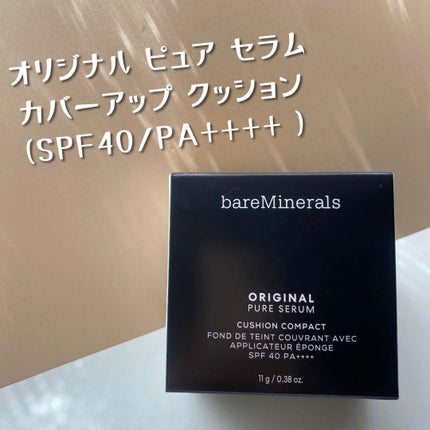 オリジナル ピュア セラム
カバーアップ クッション
(SPF40/PA++++ )
bareMinerals
ORIGINAL
PURE SERUM
CUSHION COMPACT
FOND DE TEINT COUVRANT AVEC
APPLICATEUR ÉPONGE
SPF 40 PA++++
11 g / 0.38 oz.